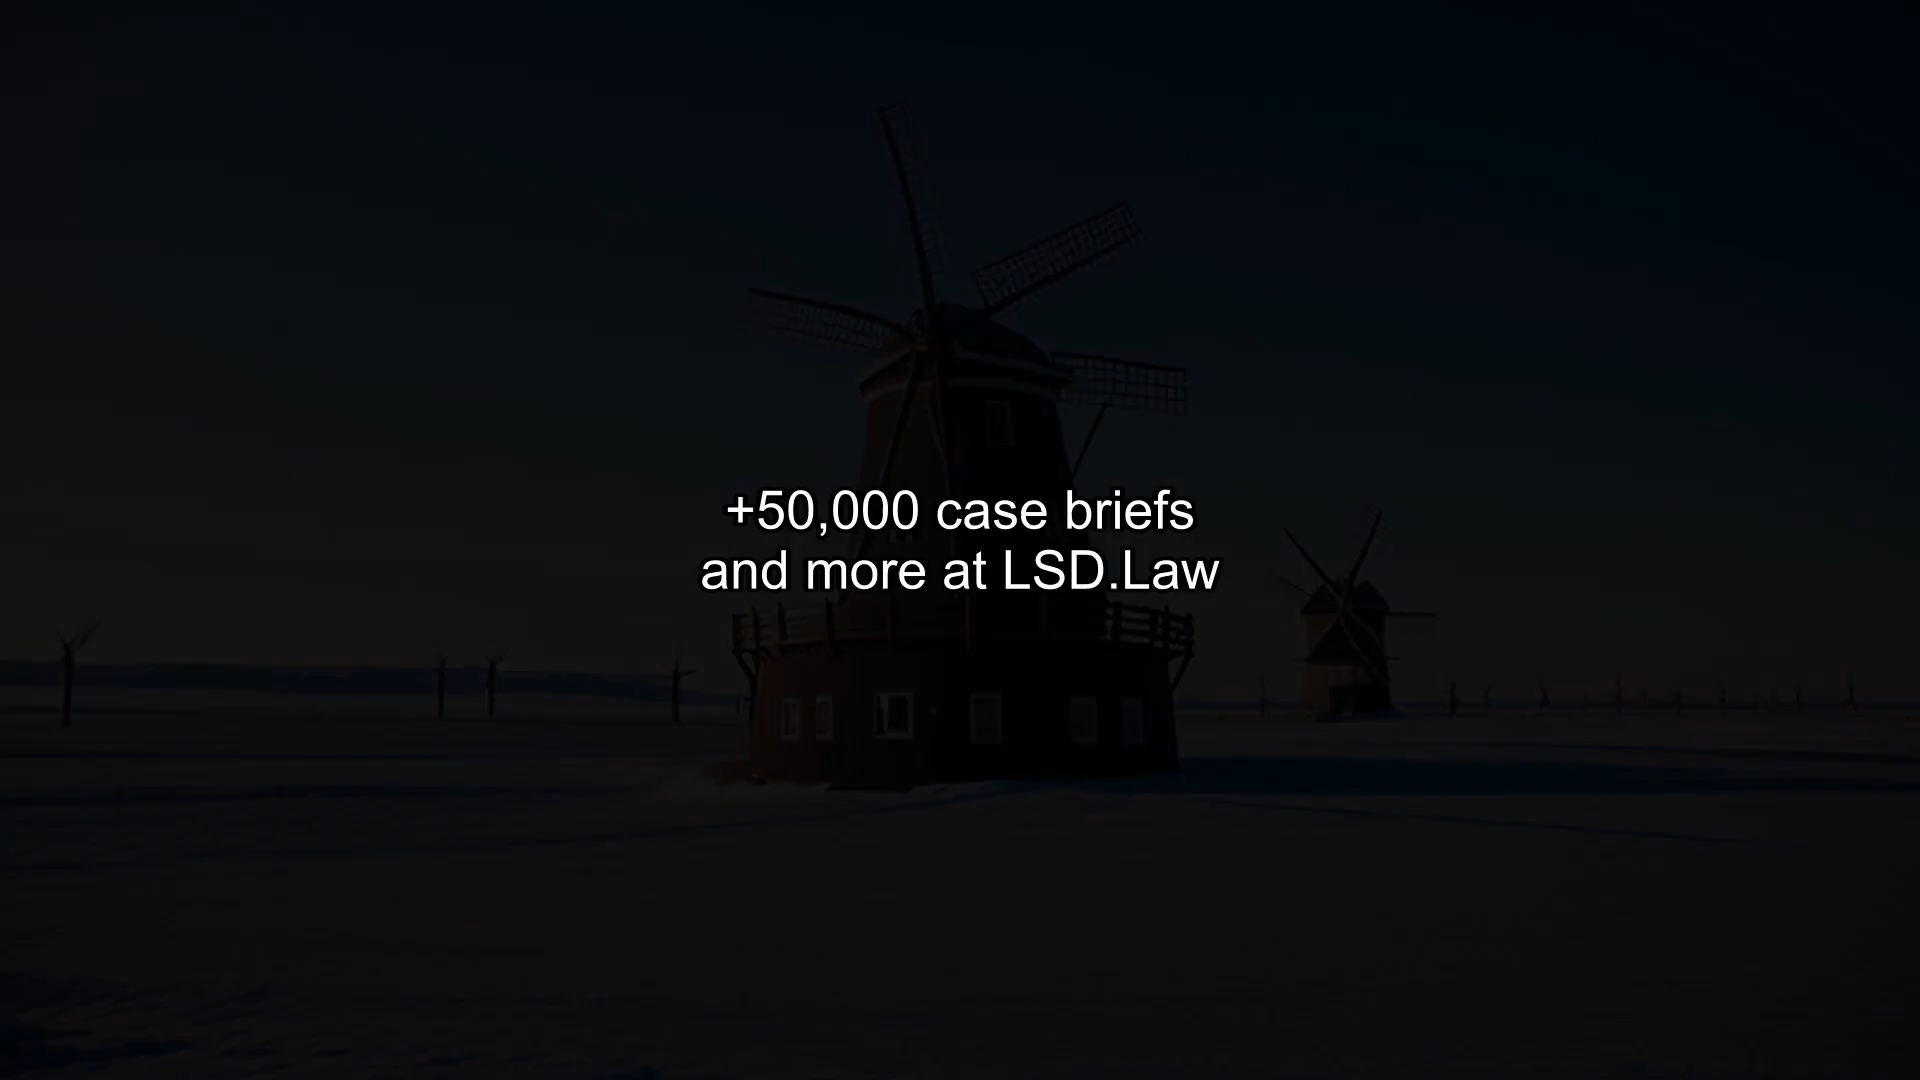 +50,000 case briefs
and more at LSD.Law